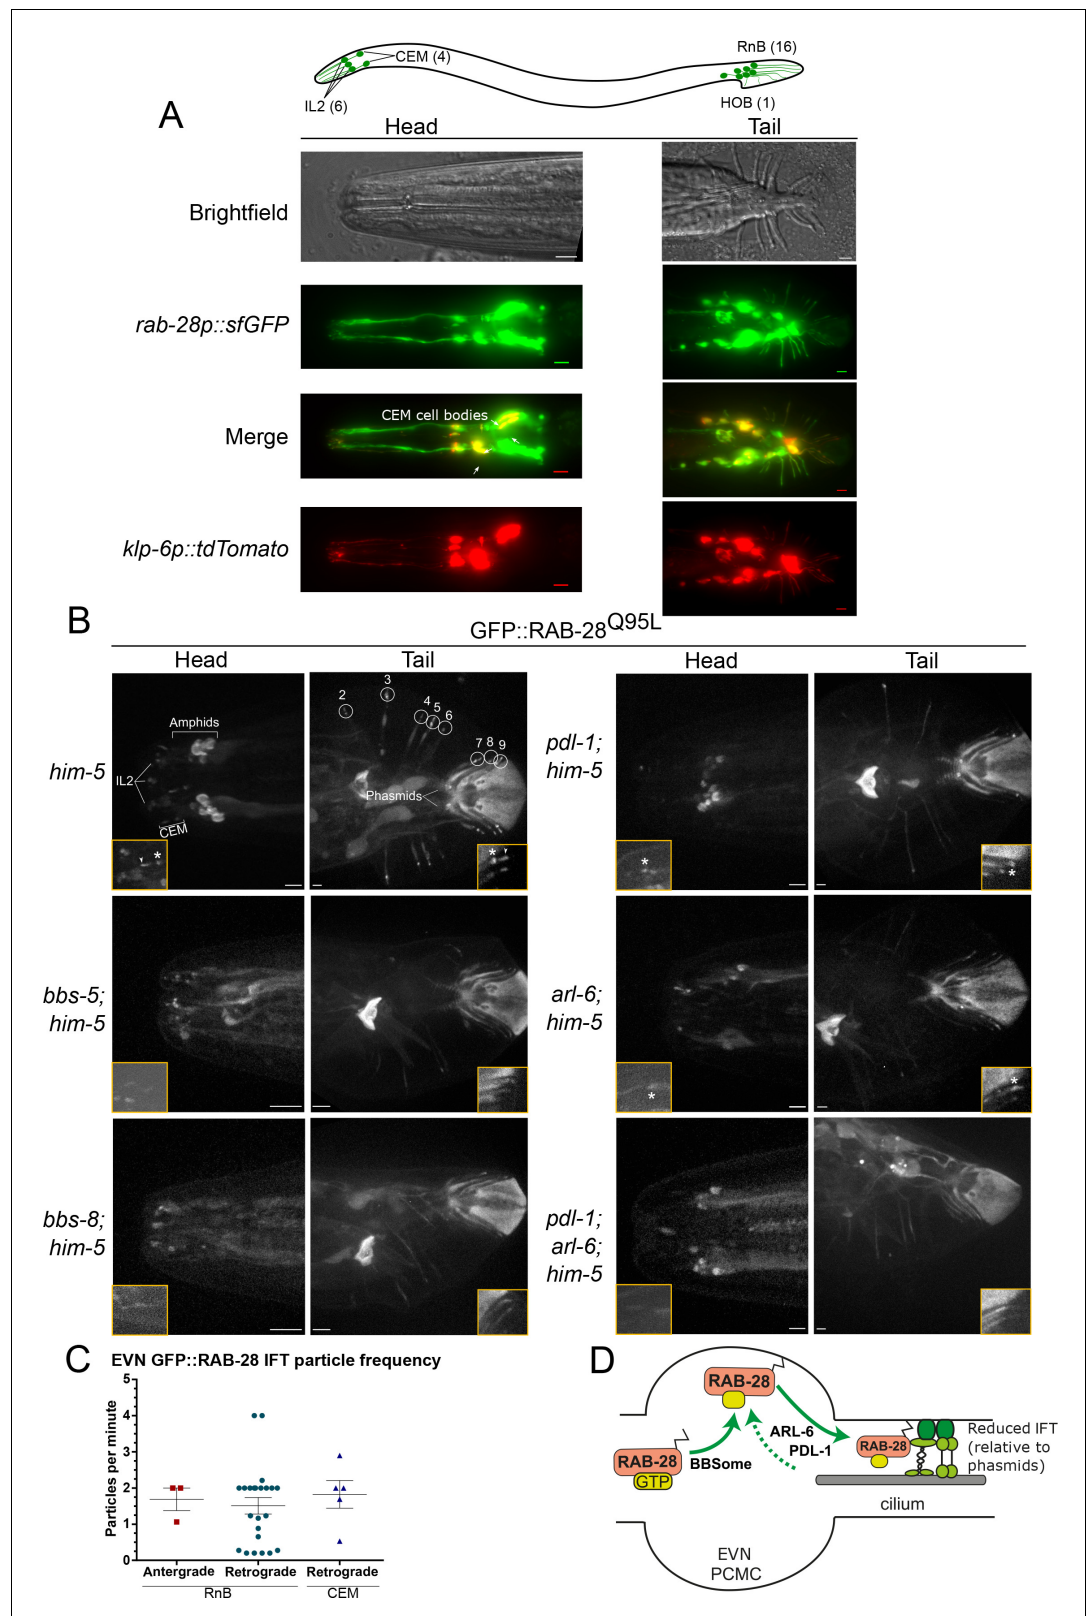 CEM (4)
IL2 (6)
RnB (16)
HOB (1)
A
Head
Tail
Brightfield
rab-28p::sfGFP
Merge
CEM cell bodies
klp-6p::tdTomato
B
GFP::RAB-28Q95L
Head
Tail
Head
Tail
him-5
Amphids
IL2
CEM
*
2
3
4
5
6
7
8
9
Phasmids
*
pdl-1;
him-5
*
*
bbs-5;
him-5
arl-6;
him-5
*
*
bbs-8;
him-5
pdl-1;
arl-6;
him-5
C
EVN GFP::RAB-28 IFT particle frequency
Particles per minute
5
4
3
2
1
0
Antergrade
Retrograde
Retrograde
RnB
CEM
D
RAB-28
RAB-28
GTP
BBSome
ARL-6
PDL-1
RAB-28
Reduced IFT
(relative to
phasmids)
cilium
EVN
PCMC